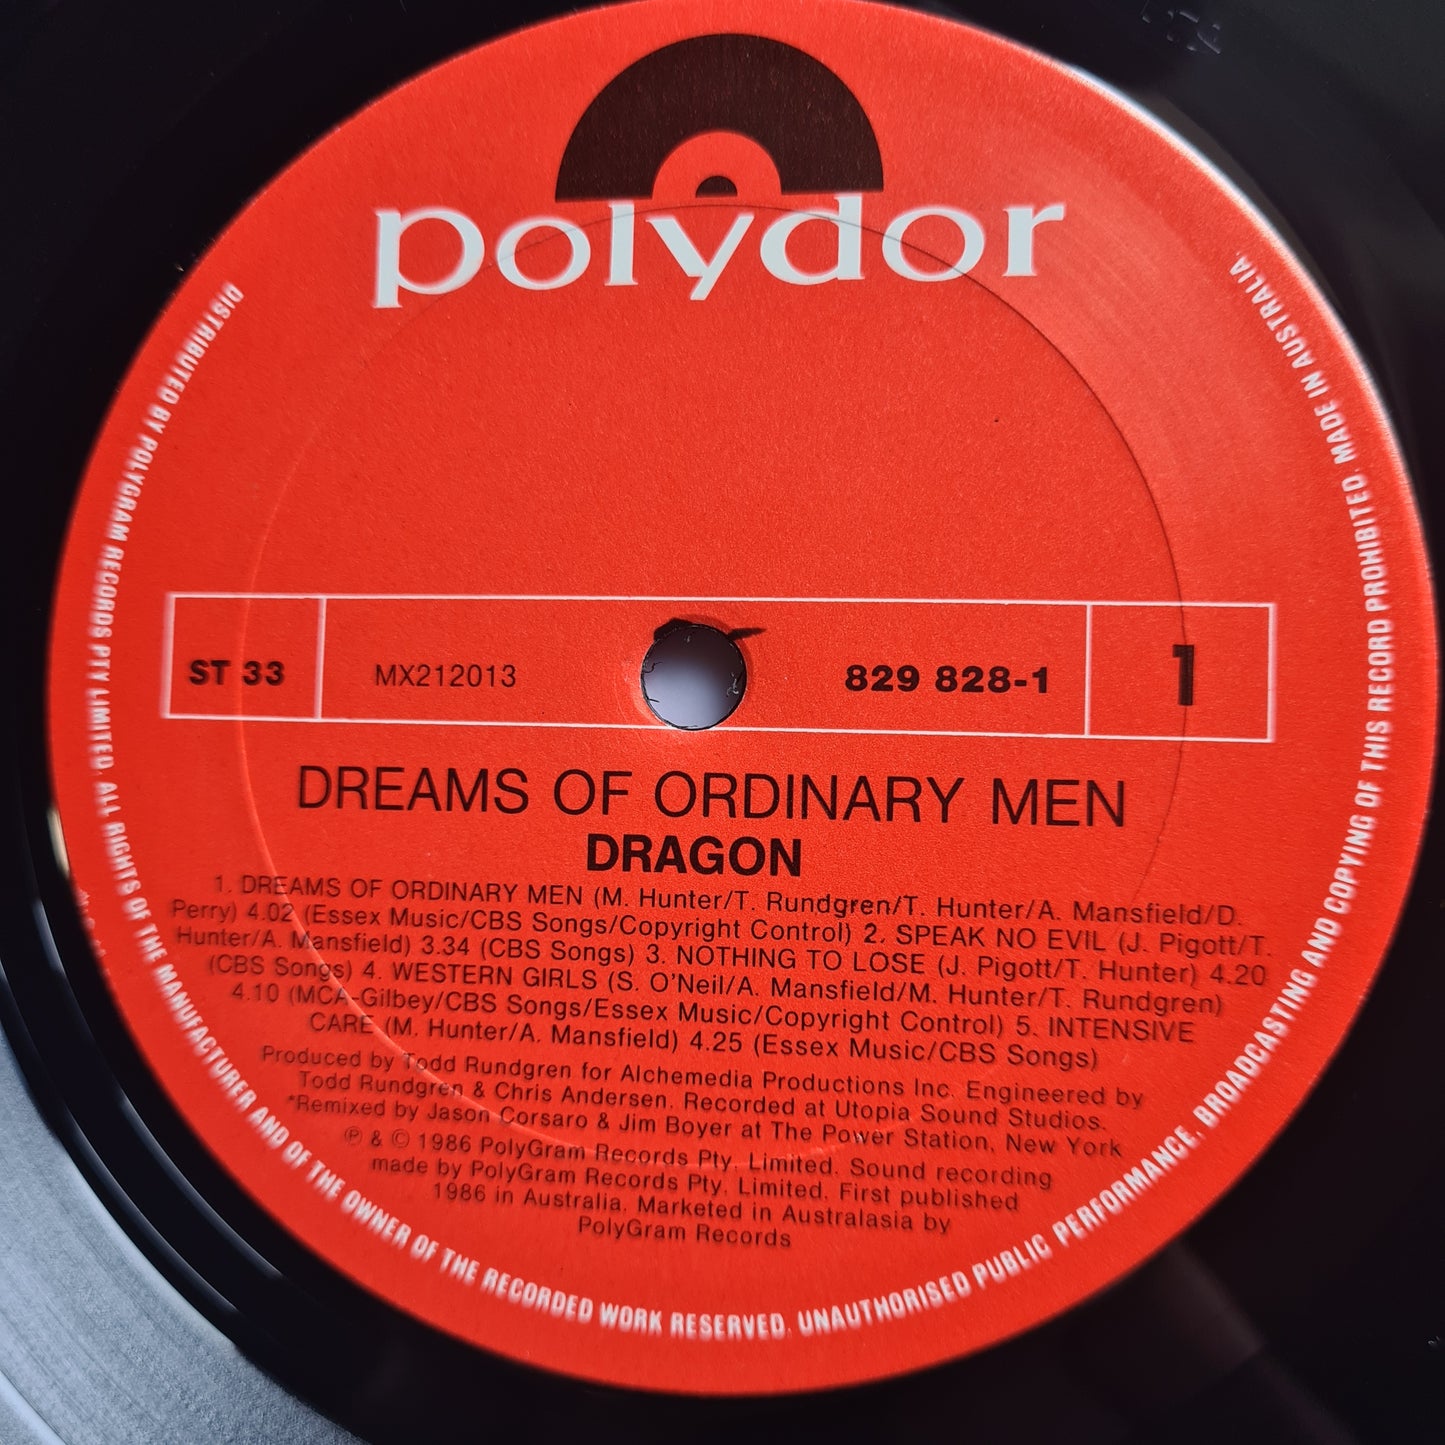 polydor
ST 33
MX212013
829 828-1
1
DREAMS OF ORDINARY MEN
DRAGON
1. DREAMS OF ORDINARY MEN (M. Hunter/T. Rundgren/T. Hunter/A. Mansfield/D.
Perry) 4.02 (Essex Music/CBS Songs/Copyright Control) 2. SPEAK NO EVIL (J. Pigott/T.
Hunter/A. Mansfield) 3.34 (CBS Songs) 3. NOTHING TO LOSE (J. Pigott/T. Hunter) 4.20
(CBS Songs) 4. WESTERN GIRLS (S. O'Neil/A. Mansfield/M. Hunter/T. Rundgren)
4.10 (MCA-Gilbey/CBS Songs/Essex Music/Copyright Control) 5. INTENSIVE
CARE (M. Hunter/A. Mansfield) 4.25 (Essex Music/CBS Songs)
Produced by Todd Rundgren for Alchemedia Productions Inc. Engineered by
Todd Rundgren & Chris Andersen. Recorded at Utopia Sound Studios.
*Remixed by Jason Corsaro & Jim Boyer at The Power Station, New York
℗ & © 1986 PolyGram Records Pty. Limited. Sound recording
made by PolyGram Records Pty. Limited. First published
1986 in Australia. Marketed in Australasia by
PolyGram Records
DISTRIBUTED BY POLYGRAM RECORDS PTY LIMITED. ALL RIGHTS OF THE MANUFACTURER AND OF THE OWNER OF THE RECORDED WORK RESERVED. UNAUTHORISED PUBLIC PERFORMANCE, BROADCASTING AND COPYING OF THIS RECORD PROHIBITED. MADE IN AUSTRALIA.